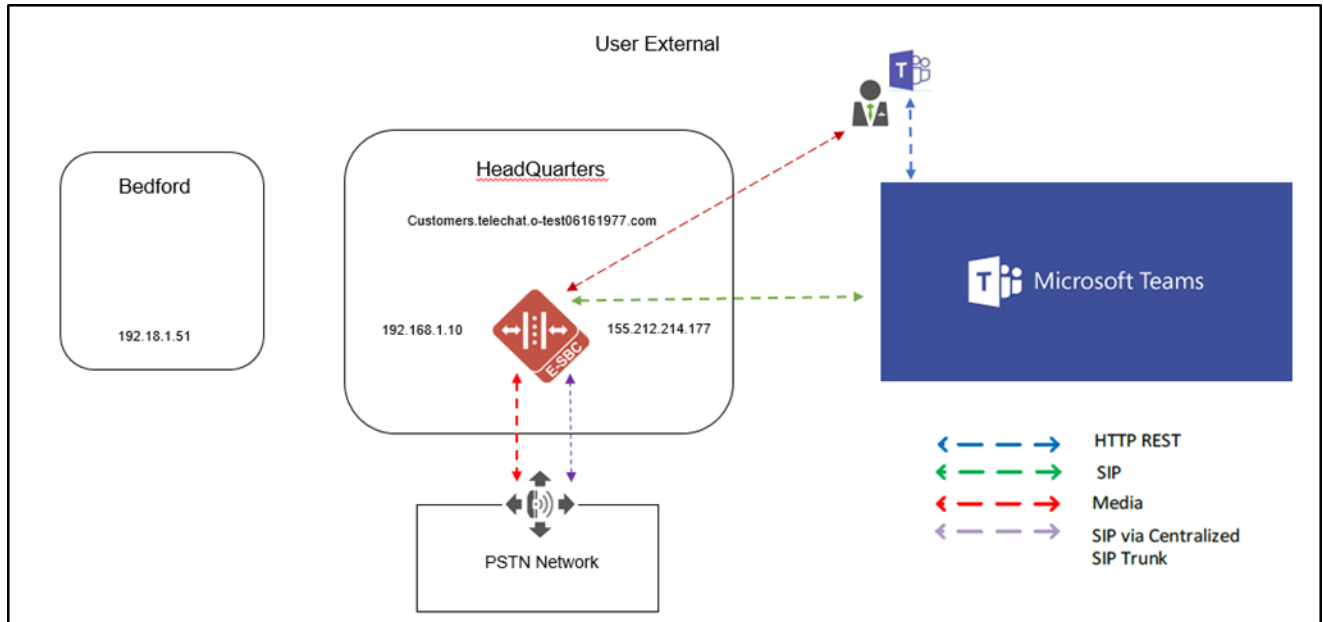 User External
T
Bedford
HeadQuarters
Customers.telechat.o-test06161977.com
T
Microsoft Teams
192.18.1.51
192.168.1.10
155.212.214.177
E-SBC
HTTP REST
SIP
Media
SIP via Centralized
SIP Trunk
PSTN Network